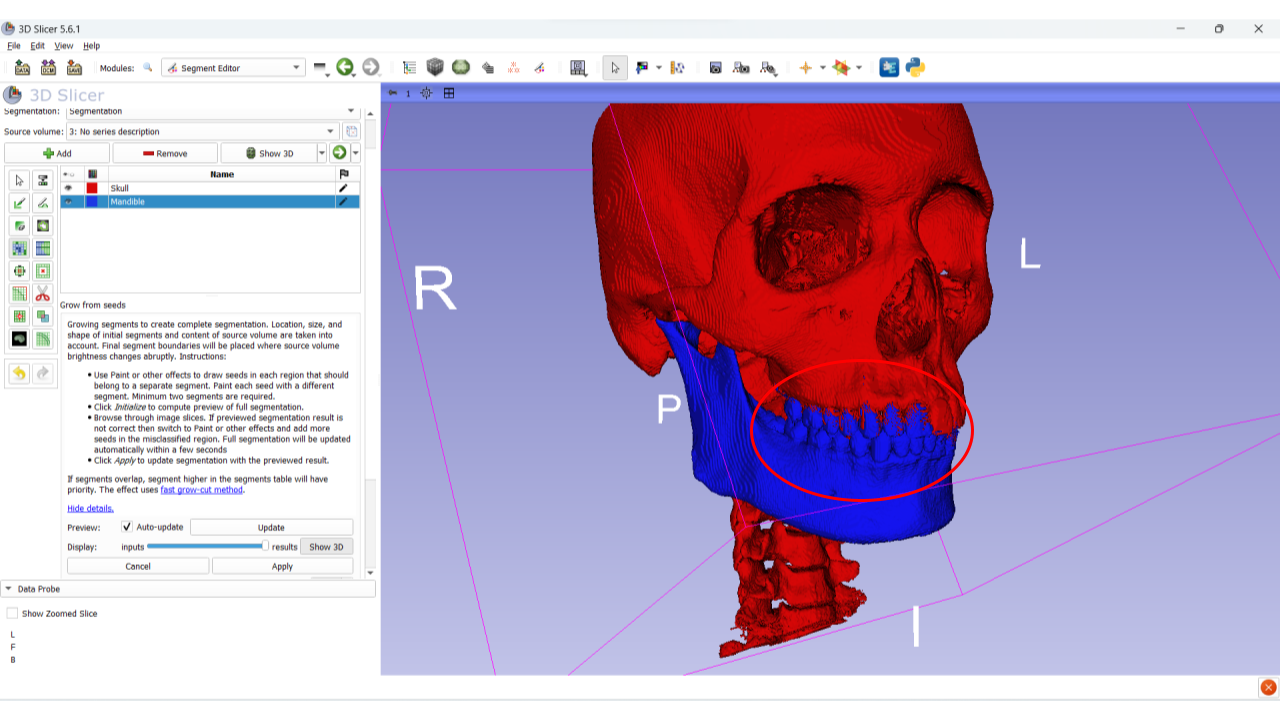 3D Slicer 5.6.1
File Edit View Help
DATA DCM SAVE Modules: Segment Editor
3D Slicer
1
Segmentation: Segmentation
Source volume: 3: No series description
Add Remove Show 3D
Name
Skull
Mandible
Grow from seeds
Growing segments to create complete segmentation. Location, size, and
shape of initial segments and content of source volume are taken into
account. Final segment boundaries will be placed where source volume
brightness changes abruptly. Instructions:
• Use Paint or other effects to draw seeds in each region that should
belong to a separate segment. Paint each seed with a different
segment. Minimum two segments are required.
• Click Initialize to compute preview of full segmentation.
• Browse through image slices. If previewed segmentation result is
not correct then switch to Paint or other effects and add more
seeds in the misclassified region. Full segmentation will be updated
automatically within a few seconds
• Click Apply to update segmentation with the previewed result.
If segments overlap, segment higher in the segments table will have
priority. The effect uses fast grow-cut method.
Hide details.
Preview: Auto-update Update
Display: inputs results Show 3D
Cancel Apply
Data Probe
Show Zoomed Slice
L
F
B
R
L
P
I